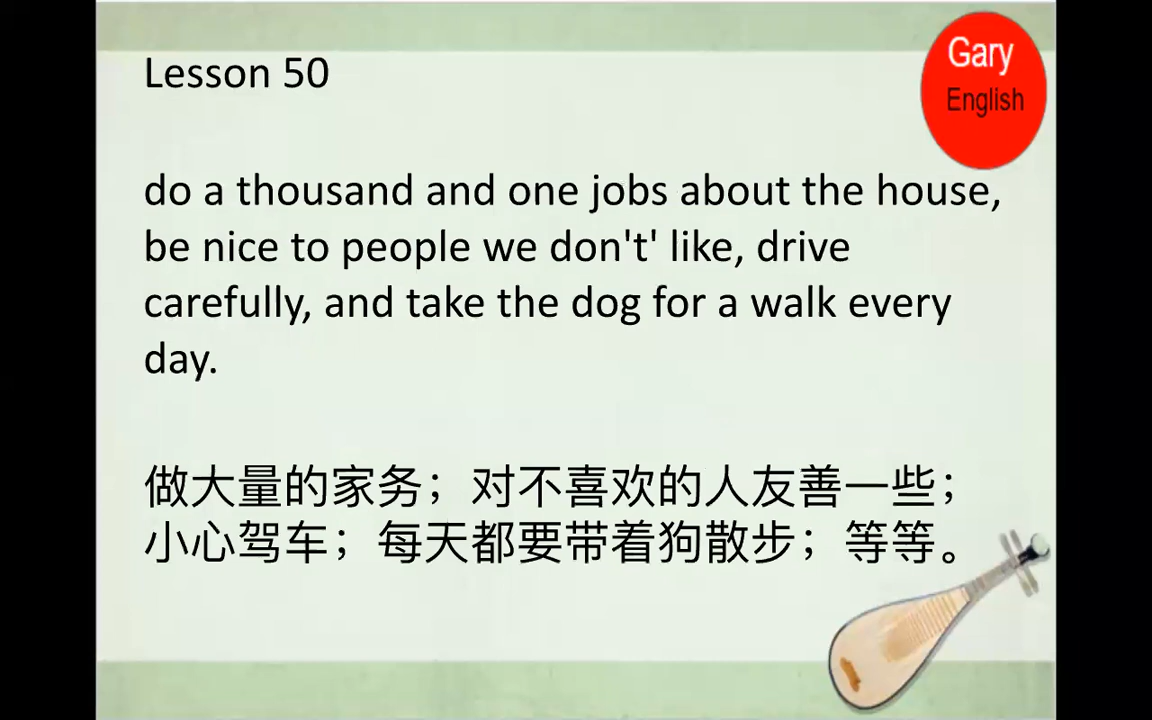 Gary
English
Lesson 50
do a thousand and one jobs about the house,
be nice to people we don't' like, drive
carefully, and take the dog for a walk every
day.
做大量的家务；对不喜欢的人友善一些；
小心驾车；每天都要带着狗散步；等等。